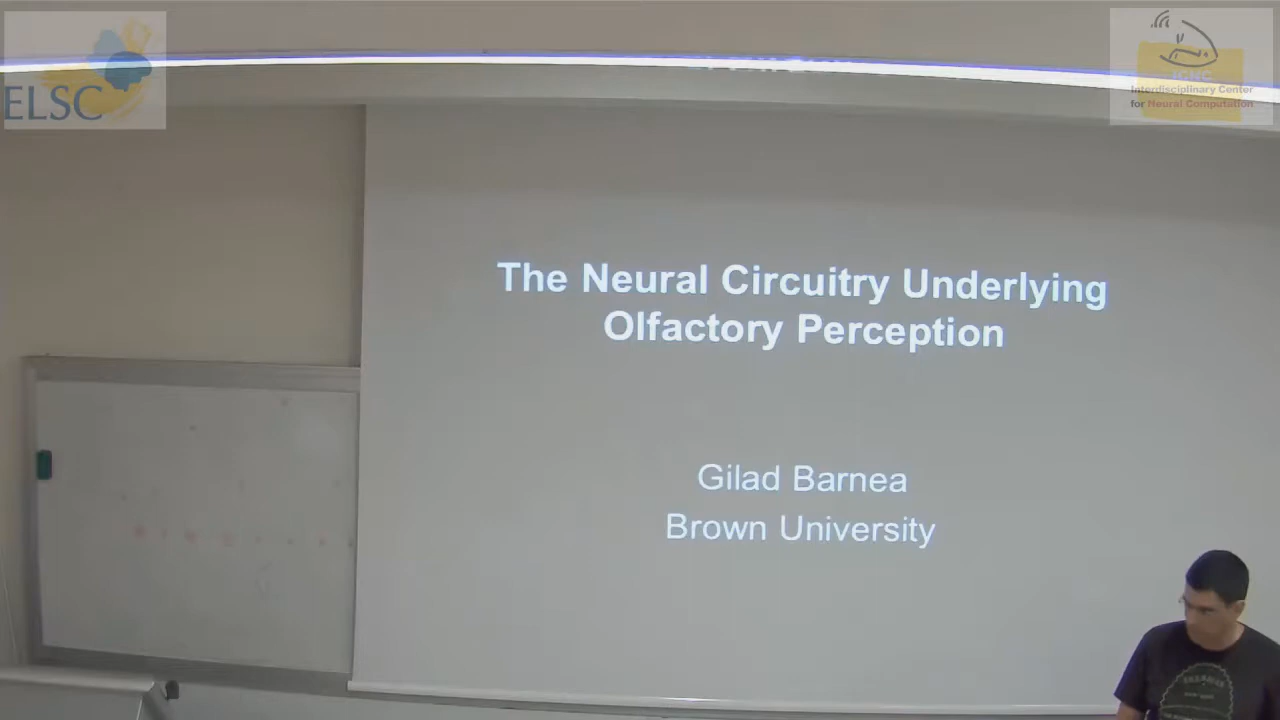 ELSC
Interdisciplinary Center
for Neural Computation
The Neural Circuitry Underlying
Olfactory Perception
Gilad Barnea
Brown University